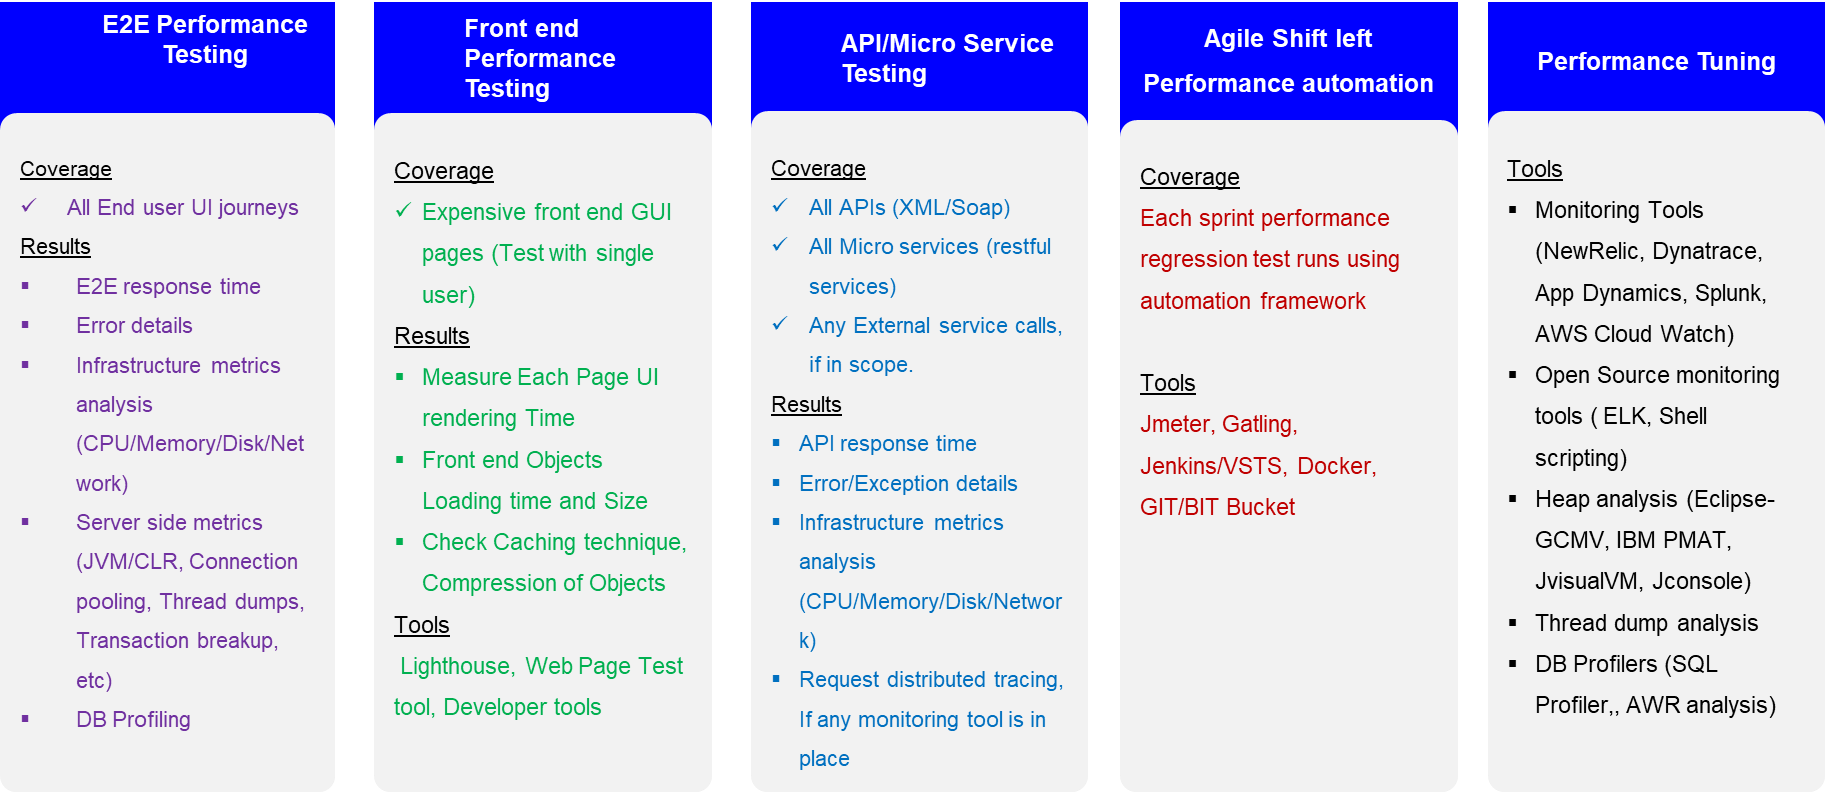 E2E Performance
Testing
Coverage
✓ All End user UI journeys
Results
▪ E2E response time
▪ Error details
▪ Infrastructure metrics
analysis
(CPU/Memory/Disk/Net
work)
▪ Server side metrics
(JVM/CLR, Connection
pooling, Thread dumps,
Transaction breakup,
etc)
▪ DB Profiling
Front end
Performance
Testing
Coverage
✓ Expensive front end GUI
pages (Test with single
user)
Results
▪ Measure Each Page UI
rendering Time
▪ Front end Objects
Loading time and Size
▪ Check Caching technique,
Compression of Objects
Tools
Lighthouse, Web Page Test
tool, Developer tools
API/Micro Service
Testing
Coverage
✓ All APIs (XML/Soap)
✓ All Micro services (restful
services)
✓ Any External service calls,
if in scope.
Results
▪ API response time
▪ Error/Exception details
▪ Infrastructure metrics
analysis
(CPU/Memory/Disk/Networ
k)
▪ Request distributed tracing,
If any monitoring tool is in
place
Agile Shift left
Performance automation
Coverage
Each sprint performance
regression test runs using
automation framework
Tools
Jmeter, Gatling,
Jenkins/VSTS, Docker,
GIT/BIT Bucket
Performance Tuning
Tools
▪ Monitoring Tools
(NewRelic, Dynatrace,
App Dynamics, Splunk,
AWS Cloud Watch)
▪ Open Source monitoring
tools ( ELK, Shell
scripting)
▪ Heap analysis (Eclipse-
GCMV, IBM PMAT,
JvisualVM, Jconsole)
▪ Thread dump analysis
▪ DB Profilers (SQL
Profiler,, AWR analysis)